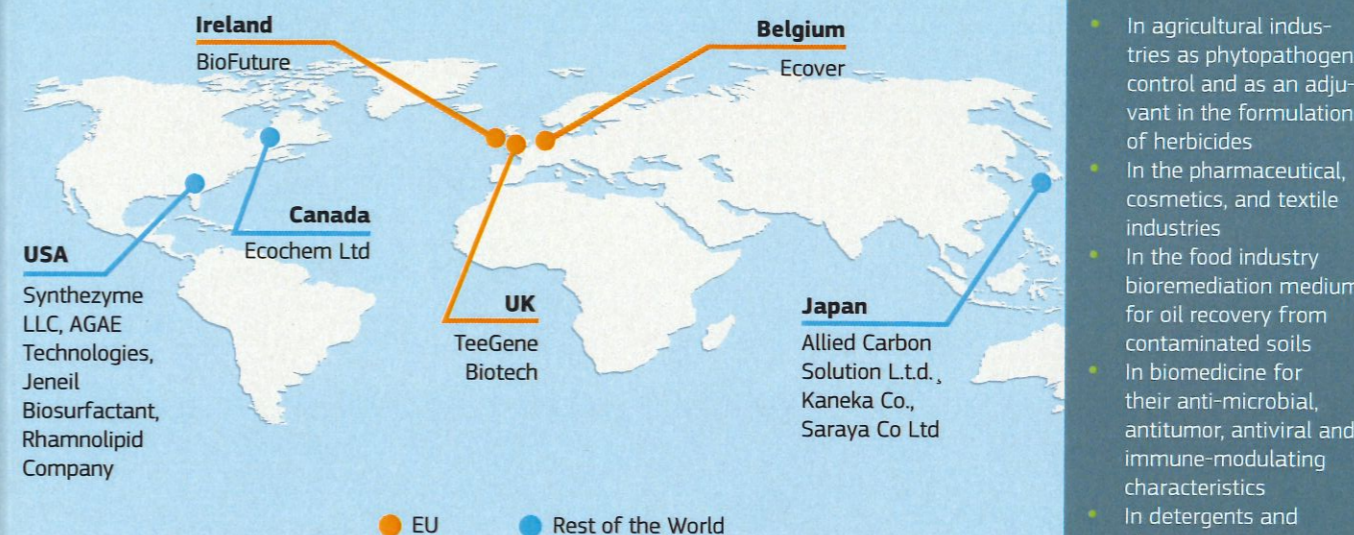 Ireland
BioFuture
Belgium
Ecover
USA
Synthezyme
LLC, AGAE
Technologies,
Jeneil
Biosurfactant,
Rhamnolipid
Company
Canada
Ecochem Ltd
UK
TeeGene
Biotech
Japan
Allied Carbon
Solution L.t.d.,
Kaneka Co.,
Saraya Co Ltd
EU
Rest of the World
• In agricultural indus-
tries as phytopathogen
control and as an adju-
vant in the formulation
of herbicides
• In the pharmaceutical,
cosmetics, and textile
industries
• In the food industry
bioremediation medium
for oil recovery from
contaminated soils
• In biomedicine for
their anti-microbial,
antitumor, antiviral and
immune-modulating
characteristics
• In detergents and